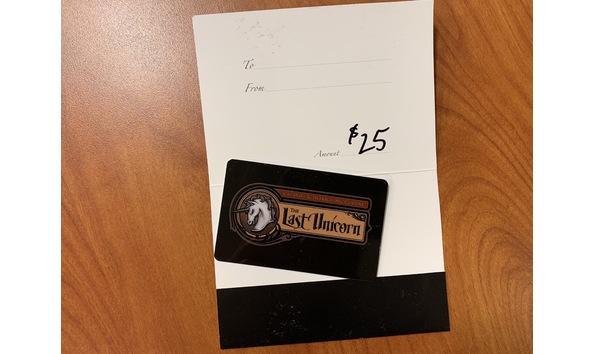 To
From
Amount $25
The
Last Unicorn